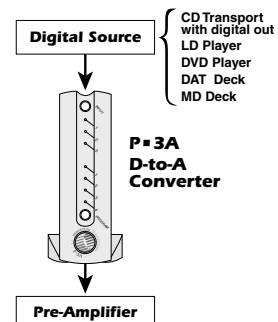 Digital Source
CD Transport
with digital out
LD Player
DVD Player
DAT Deck
MD Deck
P▪3A
D-to-A
Converter
Pre-Amplifier